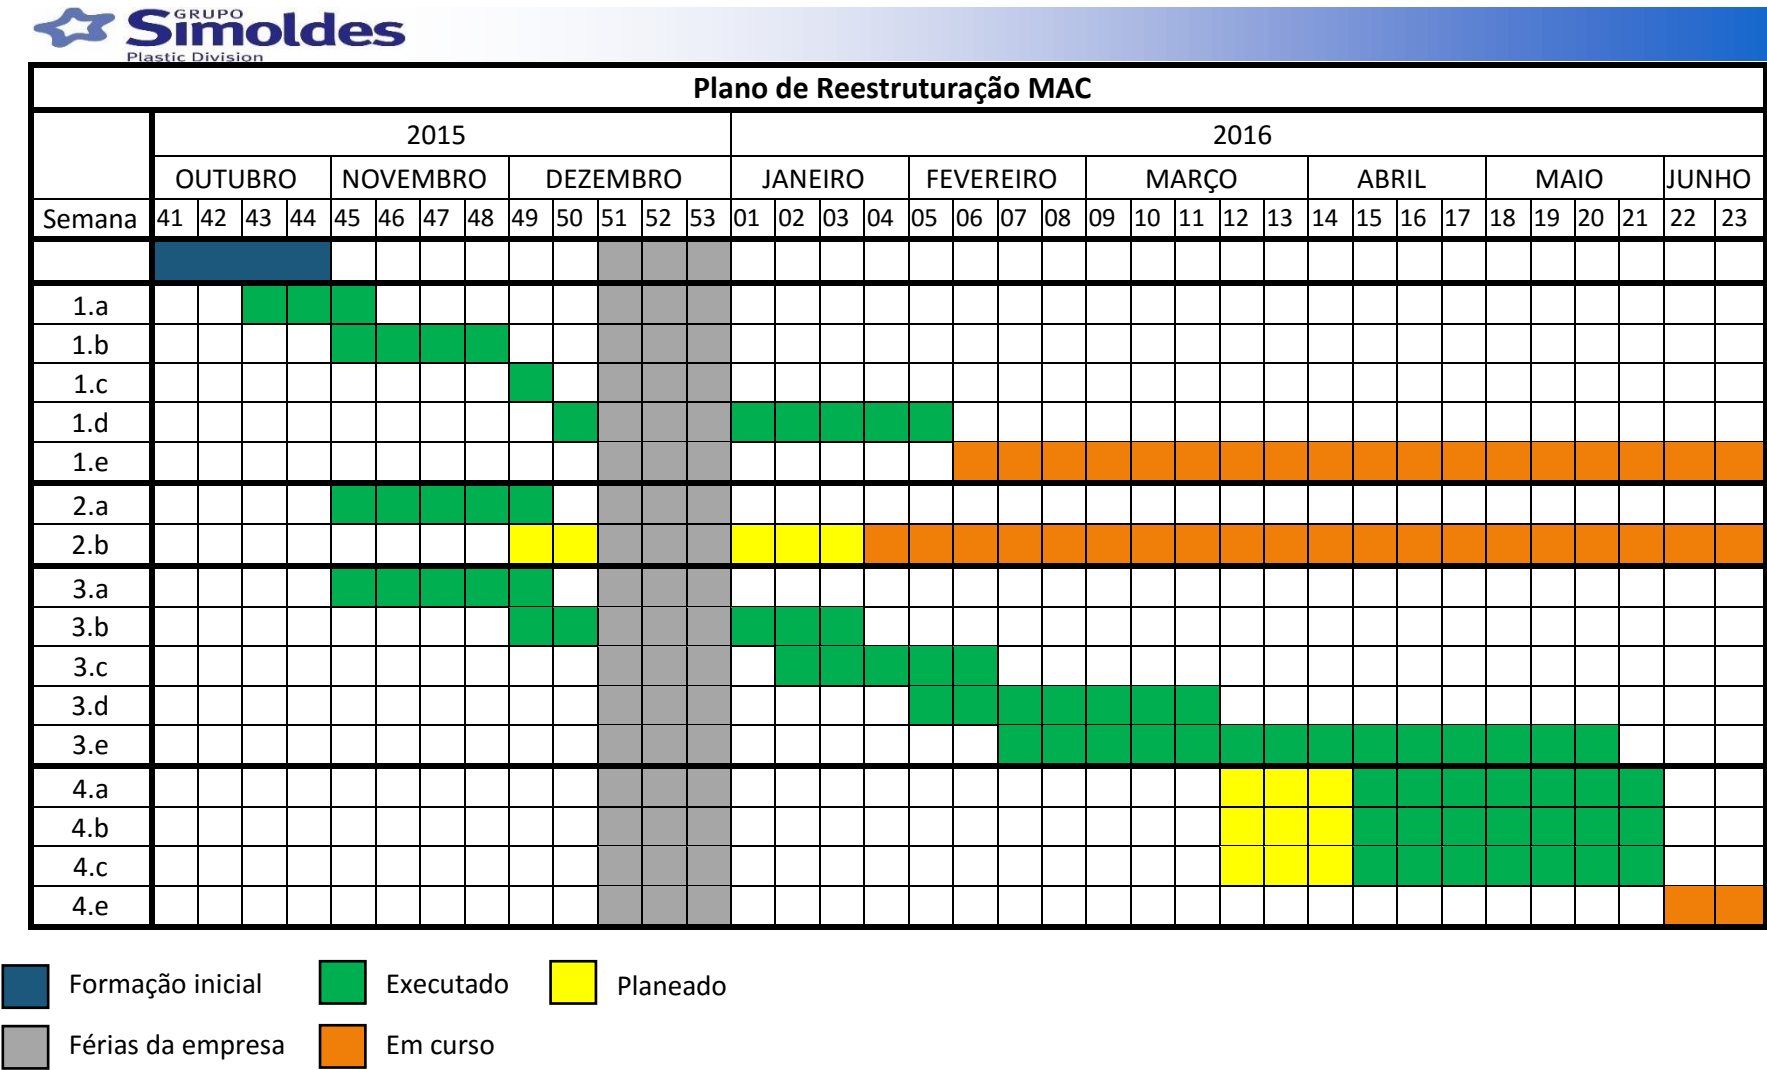 GRUPO
Simoldes
Plastic Division
Plano de Reestruturação MAC
2015 2016
OUTUBRO NOVEMBRO DEZEMBRO JANEIRO FEVEREIRO MARÇO ABRIL MAIO JUNHO
Semana 41 42 43 44 45 46 47 48 49 50 51 52 53 01 02 03 04 05 06 07 08 09 10 11 12 13 14 15 16 17 18 19 20 21 22 23
1.a
1.b
1.c
1.d
1.e
2.a
2.b
3.a
3.b
3.c
3.d
3.e
4.a
4.b
4.c
4.e
Formação inicial Executado Planeado
Férias da empresa Em curso